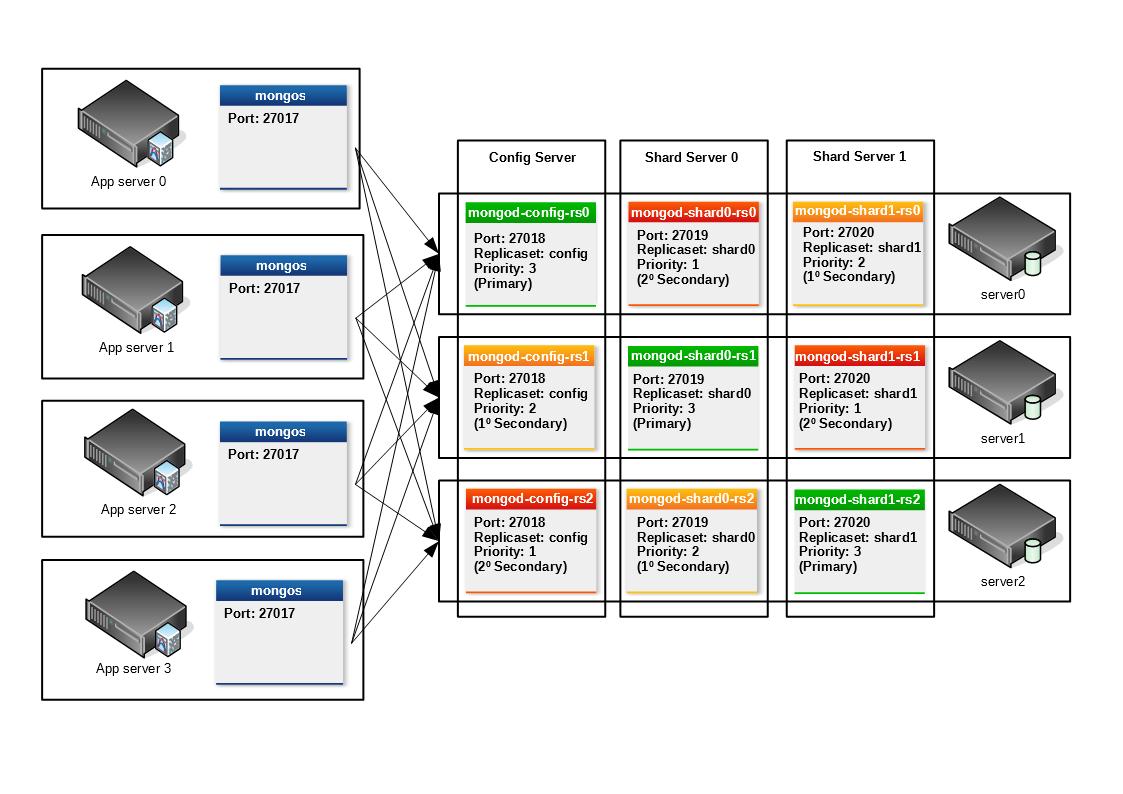 mongos
Port: 27017
App server 0
mongos
Port: 27017
App server 1
mongos
Port: 27017
App server 2
mongos
Port: 27017
App server 3
Config Server
Shard Server 0
Shard Server 1
mongod-config-rs0
Port: 27018
Replicaset: config
Priority: 3
(Primary)
mongod-shard0-rs0
Port: 27019
Replicaset: shard0
Priority: 1
(2º Secondary)
mongod-shard1-rs0
Port: 27020
Replicaset: shard1
Priority: 2
(1º Secondary)
server0
mongod-config-rs1
Port: 27018
Replicaset: config
Priority: 2
(1º Secondary)
mongod-shard0-rs1
Port: 27019
Replicaset: shard0
Priority: 3
(Primary)
mongod-shard1-rs1
Port: 27020
Replicaset: shard1
Priority: 1
(2º Secondary)
server1
mongod-config-rs2
Port: 27018
Replicaset: config
Priority: 1
(2º Secondary)
mongod-shard0-rs2
Port: 27019
Replicaset: shard0
Priority: 2
(1º Secondary)
mongod-shard1-rs2
Port: 27020
Replicaset: shard1
Priority: 3
(Primary)
server2